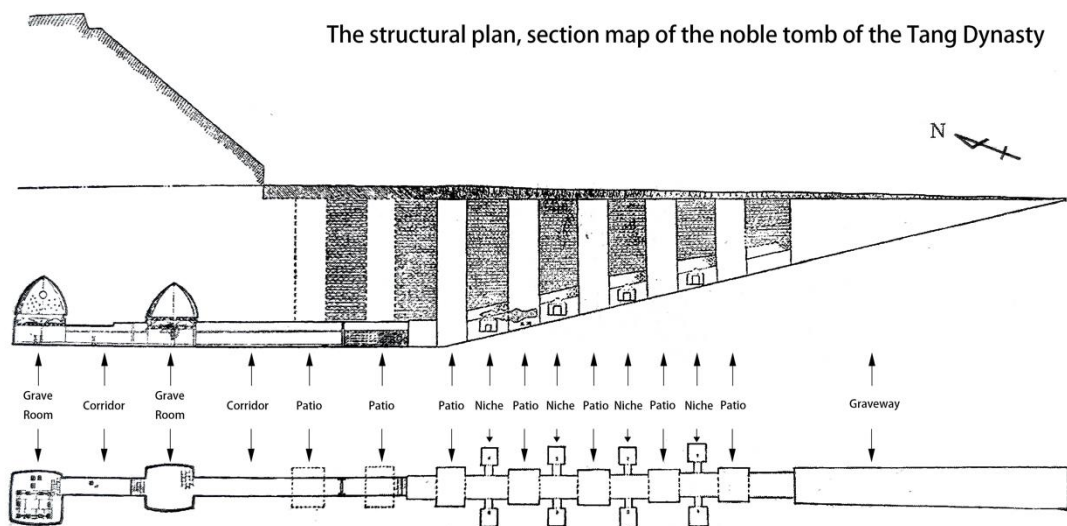 The structural plan, section map of the noble tomb of the Tang Dynasty
N
Grave
Room
Corridor
Grave
Room
Corridor
Patio
Patio
Patio
Niche
Patio
Niche
Patio
Niche
Patio
Niche
Patio
Graveway